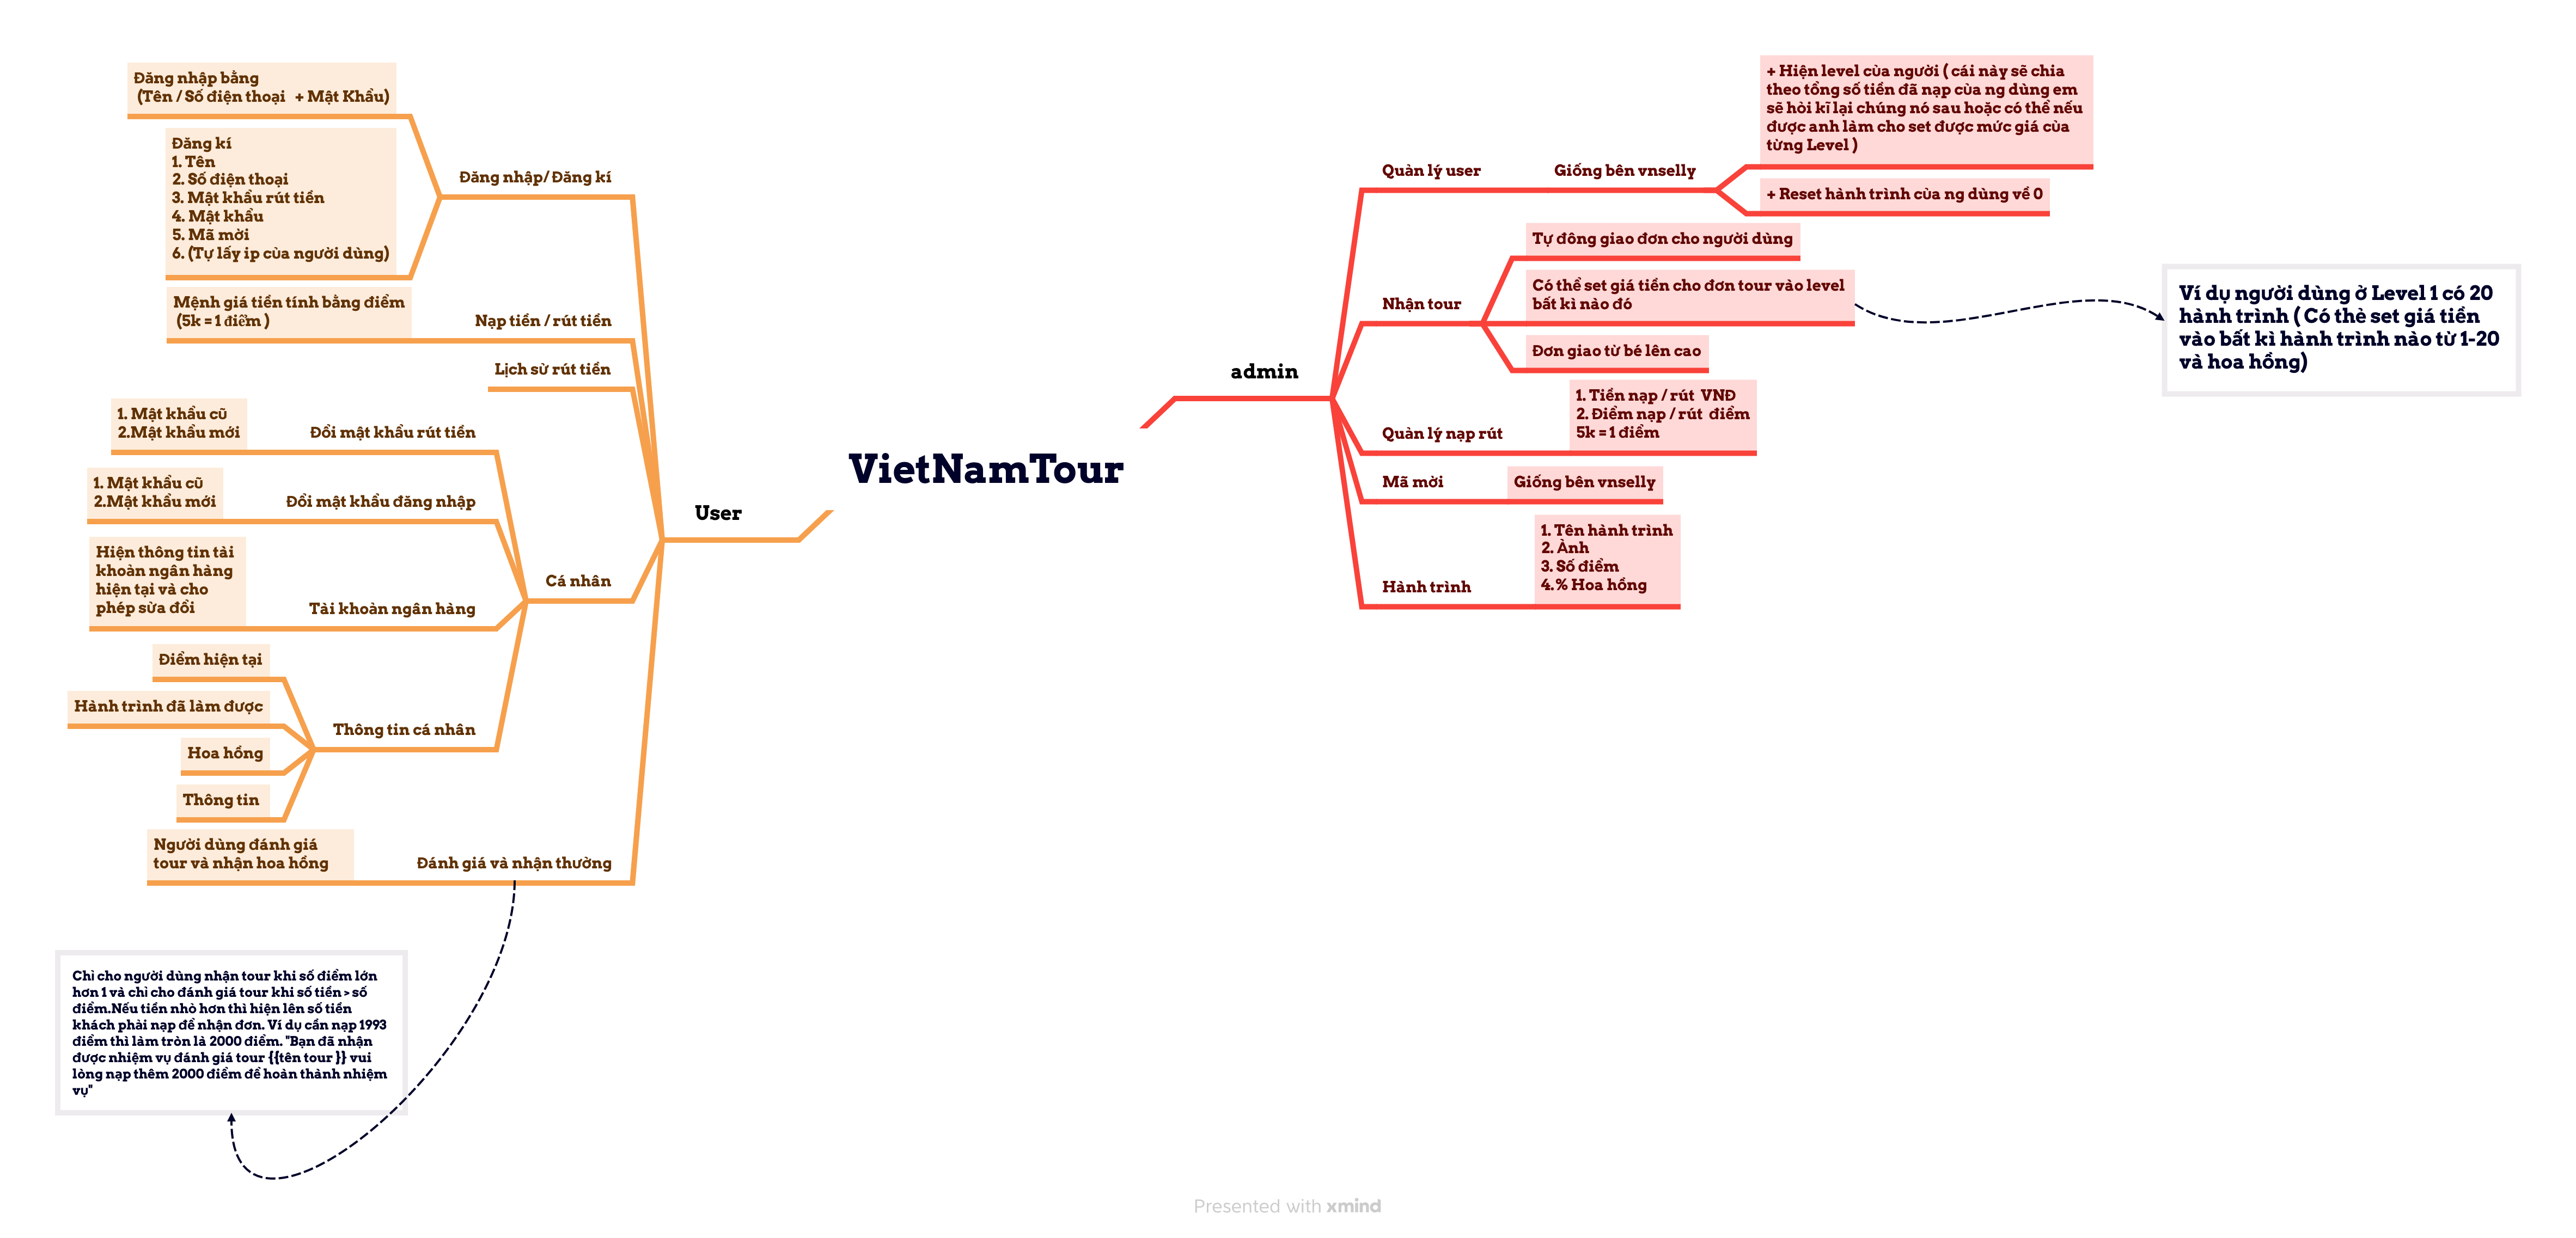 VietNamTour
User
Đăng nhập/ Đăng kí
Đăng nhập bằng
(Tên / Số điện thoại + Mật Khẩu)
Đăng kí
1. Tên
2. Số điện thoại
3. Mật khẩu rút tiền
4. Mật khẩu
5. Mã mời
6. (Tự lấy ip của người dùng)
Nạp tiền / rút tiền
Mệnh giá tiền tính bằng điểm
(5k = 1 điểm )
Lịch sử rút tiền
Cá nhân
Đổi mật khẩu rút tiền
1. Mật khẩu cũ
2.Mật khẩu mới
Đổi mật khẩu đăng nhập
1. Mật khẩu cũ
2.Mật khẩu mới
Tài khoản ngân hàng
Hiện thông tin tài
khoản ngân hàng
hiện tại và cho
phép sửa đổi
Thông tin cá nhân
Điểm hiện tại
Hành trình đã làm được
Hoa hồng
Thông tin
Đánh giá và nhận thưởng
Người dùng đánh giá
tour và nhận hoa hồng
Chỉ cho người dùng nhận tour khi số điểm lớn
hơn 1 và chỉ cho đánh giá tour khi số tiền > số
điểm.Nếu tiền nhỏ hơn thì hiện lên số tiền
khách phải nạp để nhận đơn. Ví dụ cần nạp 1993
điểm thì làm tròn là 2000 điểm. "Bạn đã nhận
được nhiệm vụ đánh giá tour {{tên tour }} vui
lòng nạp thêm 2000 điểm để hoàn thành nhiệm
vụ"
admin
Quản lý user
Giống bên vnselly
+ Hiện level của người ( cái này sẽ chia
theo tổng số tiền đã nạp của ng dùng em
sẽ hỏi kĩ lại chúng nó sau hoặc có thể nếu
được anh làm cho set được mức giá của
từng Level )
+ Reset hành trình của ng dùng về 0
Nhận tour
Tự đông giao đơn cho người dùng
Có thể set giá tiền cho đơn tour vào level
bất kì nào đó
Đơn giao từ bé lên cao
Ví dụ người dùng ở Level 1 có 20
hành trình ( Có thẻ set giá tiền
vào bất kì hành trình nào từ 1-20
và hoa hồng)
Quản lý nạp rút
1. Tiền nạp / rút VNĐ
2. Điểm nạp / rút điểm
5k = 1 điểm
Mã mời
Giống bên vnselly
Hành trình
1. Tên hành trình
2. Ảnh
3. Số điểm
4.% Hoa hồng
Presented with xmind